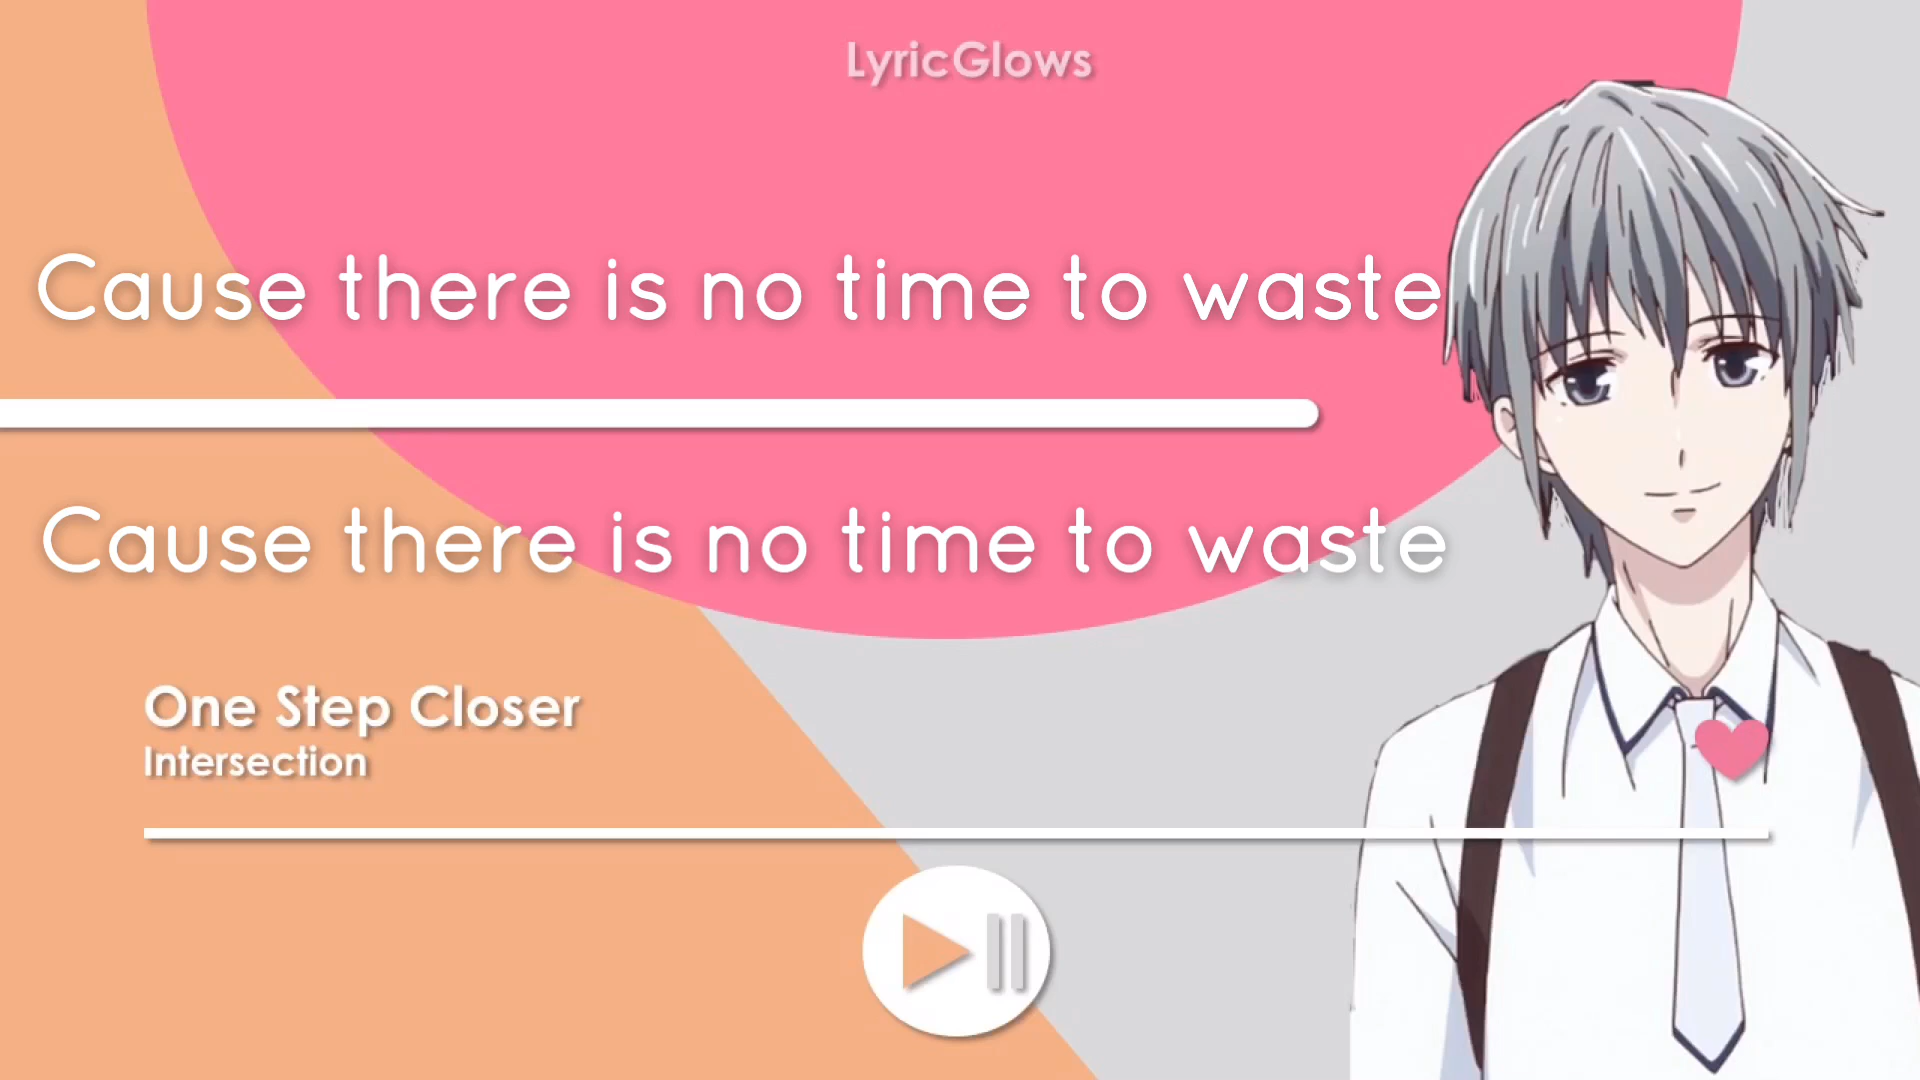 LyricGlows
Cause there is no time to waste
Cause there is no time to waste
One Step Closer
Intersection